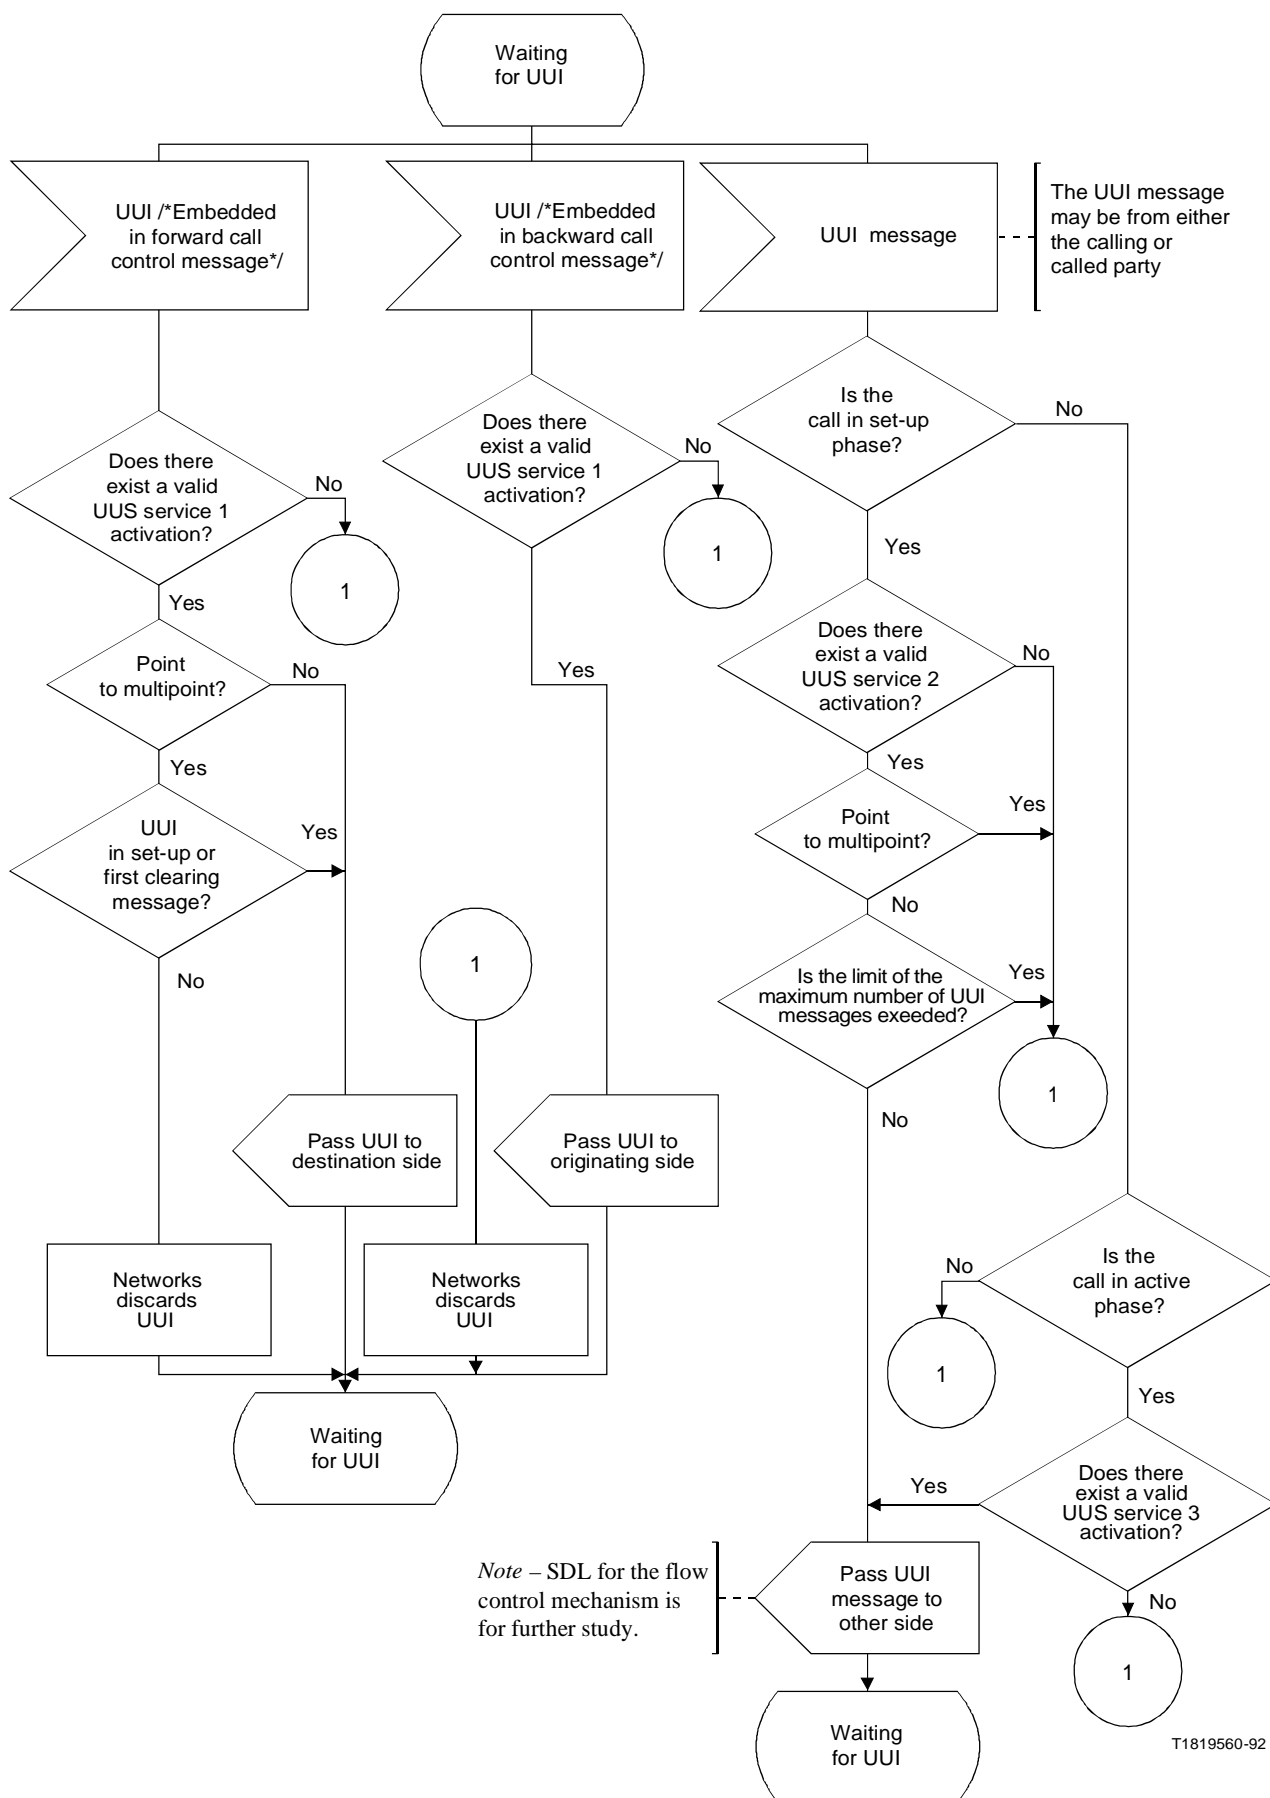 Waiting
for UUI
UUI /*Embedded
in forward call
control message*/
UUI /*Embedded
in backward call
control message*/
UUI message
The UUI message
may be from either
the calling or
called party
Is the
call in set-up
phase?
No
Does there
exist a valid
UUS service 1
activation?
No
Does there
exist a valid
UUS service 1
activation?
No
1
1
Yes
Yes
Does there
exist a valid
UUS service 2
activation?
No
Point
to multipoint?
No
Yes
Yes
Yes
Point
to multipoint?
Yes
UUI
in set-up or
first clearing
message?
Yes
No
No
1
Is the limit of the
maximum number of UUI
messages exeeded?
Yes
1
No
Pass UUI to
destination side
Pass UUI to
originating side
Networks
discards
UUI
Networks
discards
UUI
Is the
call in active
phase?
No
1
Yes
Waiting
for UUI
Does there
exist a valid
UUS service 3
activation?
Yes
No
1
Note – SDL for the flow
control mechanism is
for further study.
Pass UUI
message to
other side
Waiting
for UUI
T1819560-92